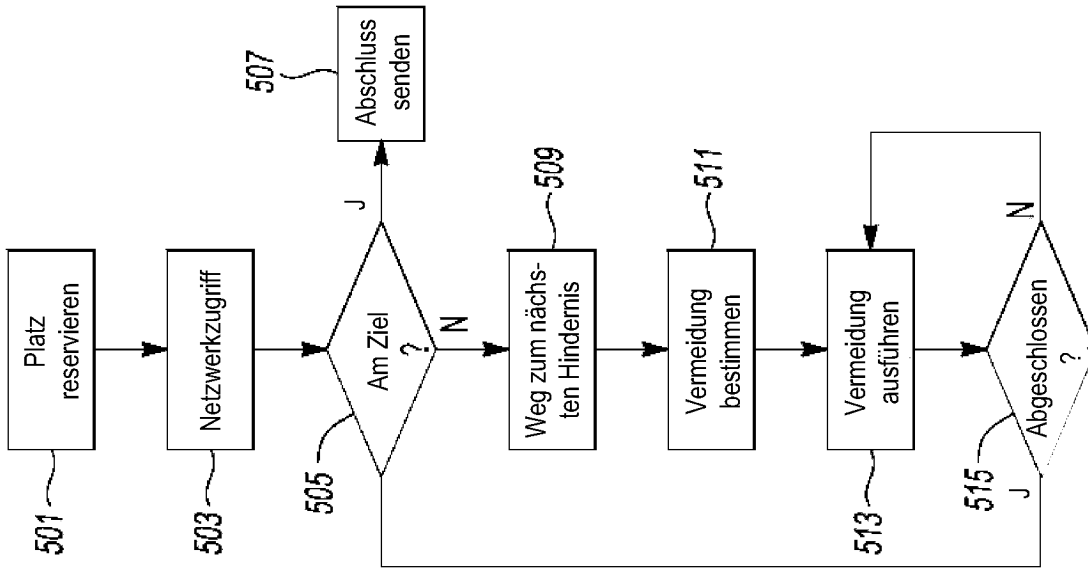 501
Platz
reservieren
503
Netzwerkzugriff
505
Am Ziel
?
J
N
507
Abschluss
senden
509
Weg zum nächs-
ten Hindernis
511
Vermeidung
bestimmen
513
Vermeidung
ausführen
515
Abgeschlossen
?
J
N